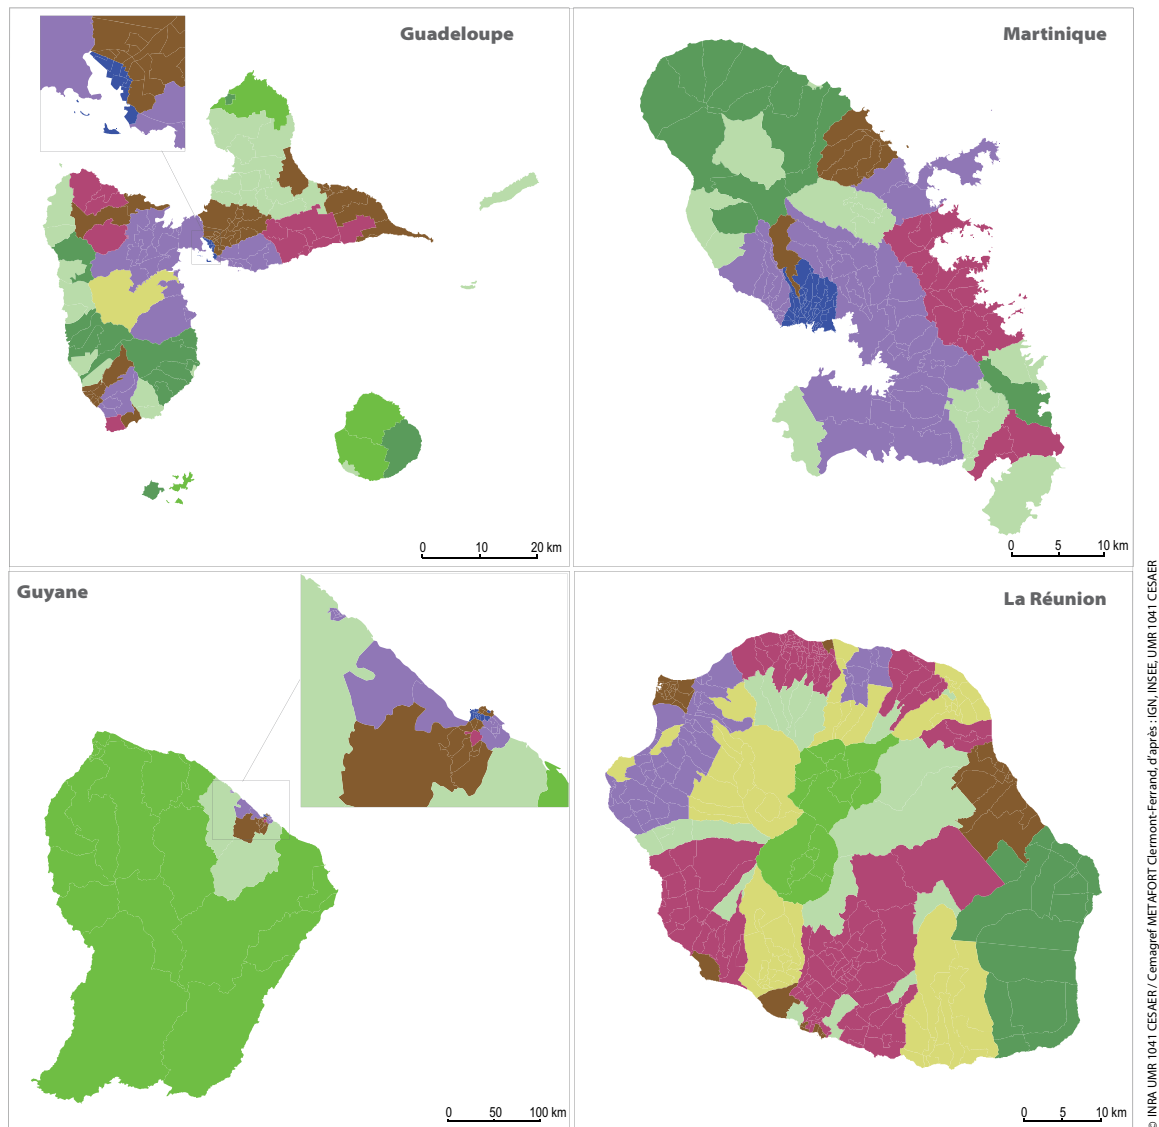 Guadeloupe
0 10 20 km
Martinique
0 5 10 km
Guyane
0 50 100 km
La Réunion
0 5 10 km
© INRA UMR 1041 CESAER / Cemagref METAFORT Clermont-Ferrand, d'après : IGN, INSEE, UMR 1041 CESAER